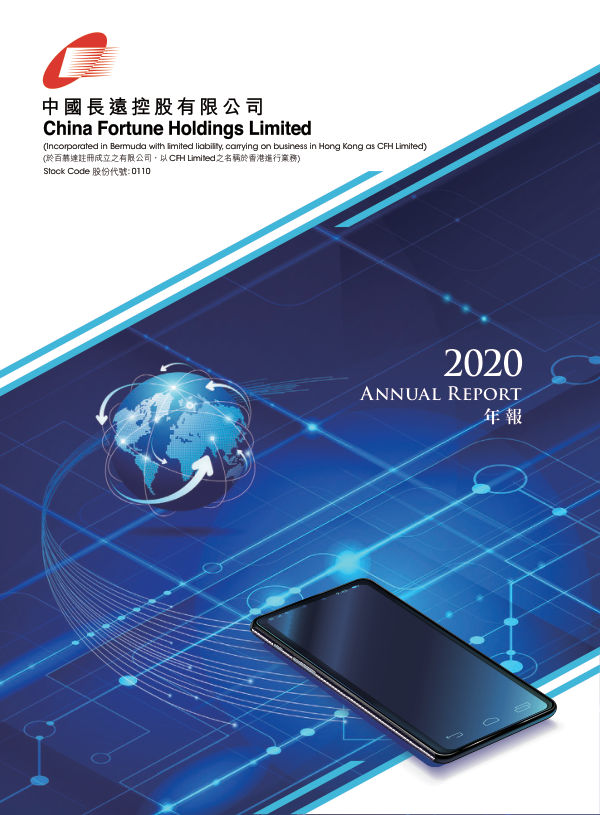 中國長遠控股有限公司
China Fortune Holdings Limited
(Incorporated in Bermuda with limited liability, carrying on business in Hong Kong as CFH Limited)
(於百慕達註冊成立之有限公司，以 CFH Limited之名稱於香港進行業務)
Stock Code 股份代號: 0110
2020
ANNUAL REPORT
年報